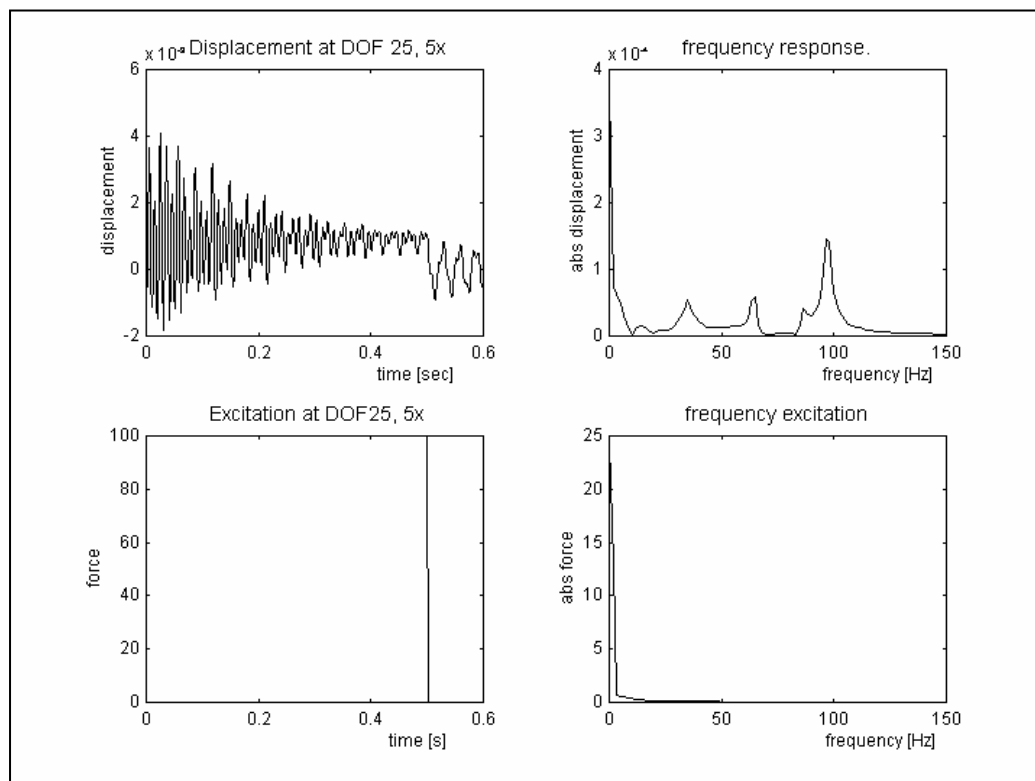 x 10⁻³ Displacement at DOF 25, 5x
6
4
2
0
-2
displacement
0 0.2 0.4 0.6
time [sec]
x 10⁻⁴ frequency response.
4
3
2
1
0
abs displacement
0 50 100 150
frequency [Hz]
Excitation at DOF25, 5x
100
80
60
40
20
0
force
0 0.2 0.4 0.6
time [s]
frequency excitation
25
20
15
10
5
0
abs force
0 50 100 150
frequency [Hz]